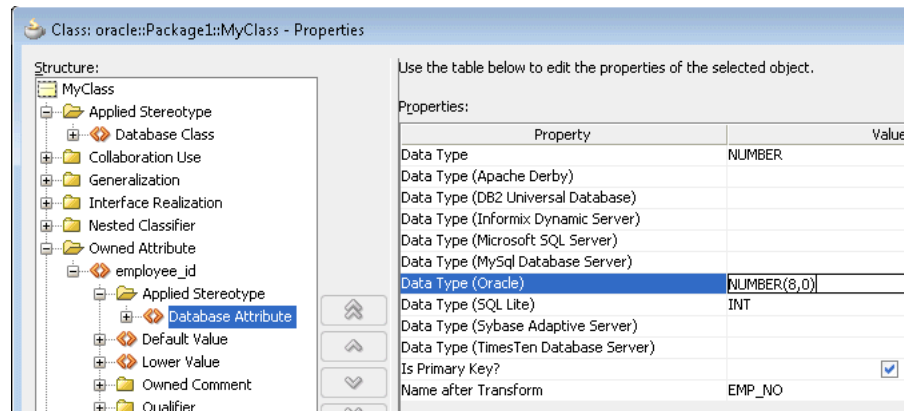 Class: oracle::Package1::MyClass - Properties
Structure:
MyClass
Applied Stereotype
Database Class
Collaboration Use
Generalization
Interface Realization
Nested Classifier
Owned Attribute
employee_id
Applied Stereotype
Database Attribute
Default Value
Lower Value
Owned Comment
Qualifier
Use the table below to edit the properties of the selected object.
Properties:
Property Value
Data Type NUMBER
Data Type (Apache Derby)
Data Type (DB2 Universal Database)
Data Type (Informix Dynamic Server)
Data Type (Microsoft SQL Server)
Data Type (MySql Database Server)
Data Type (Oracle) NUMBER(8,0)
Data Type (SQL Lite) INT
Data Type (Sybase Adaptive Server)
Data Type (TimesTen Database Server)
Is Primary Key?
Name after Transform EMP_NO